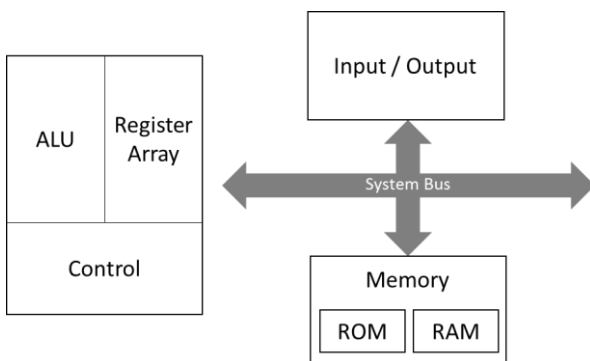 ALU
Register
Array
Control
Input / Output
System Bus
Memory
ROM
RAM